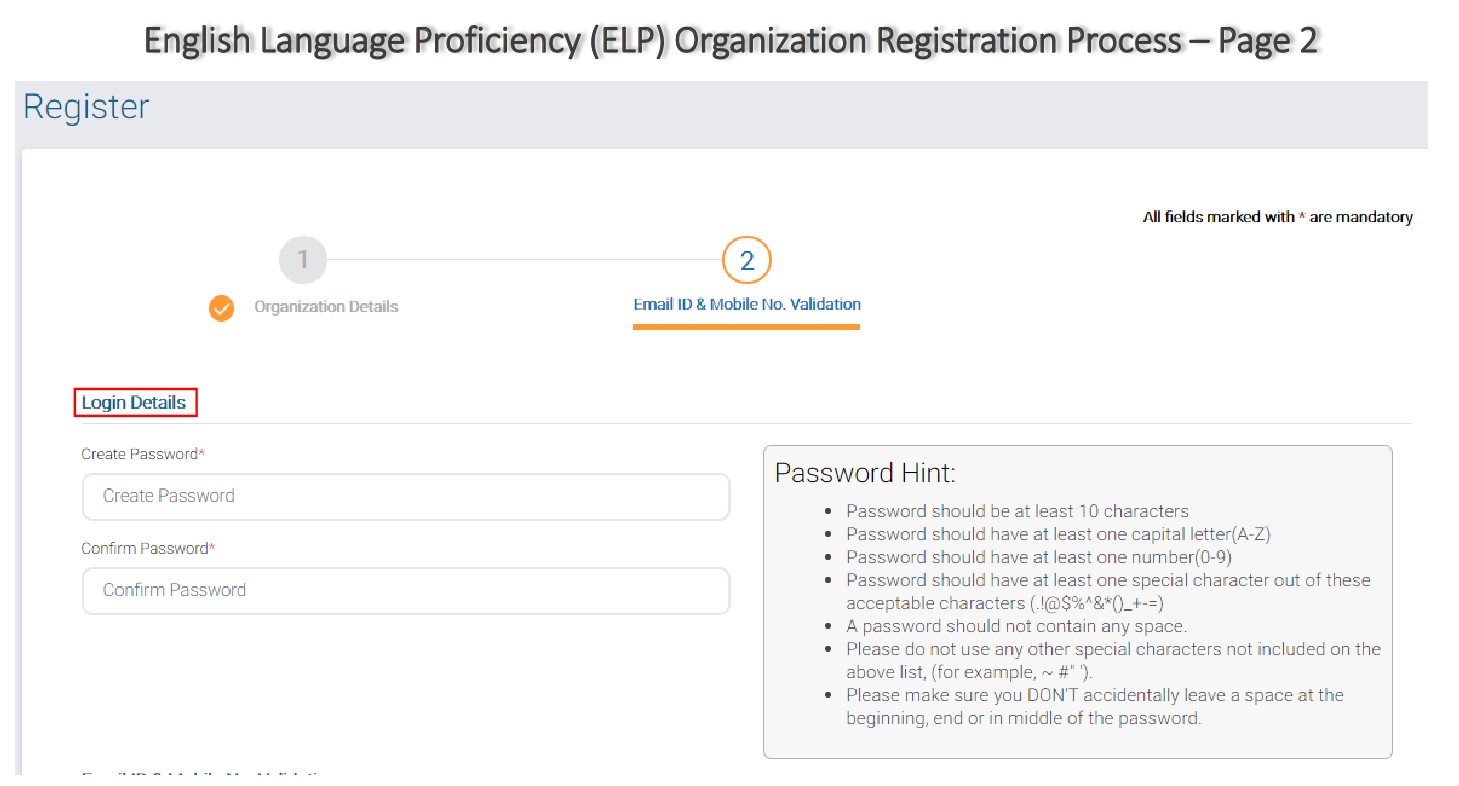 English Language Proficiency (ELP) Organization Registration Process – Page 2
Register
All fields marked with * are mandatory
1
2
Organization Details
Email ID & Mobile No. Validation
Login Details
Create Password*
Create Password
Confirm Password*
Confirm Password
Password Hint:
• Password should be at least 10 characters
• Password should have at least one capital letter(A-Z)
• Password should have at least one number(0-9)
• Password should have at least one special character out of these
acceptable characters (.!@$%^&*()_+-=)
• A password should not contain any space.
• Please do not use any other special characters not included on the
above list, (for example, ~ #" ').
• Please make sure you DON'T accidentally leave a space at the
beginning, end or in middle of the password.